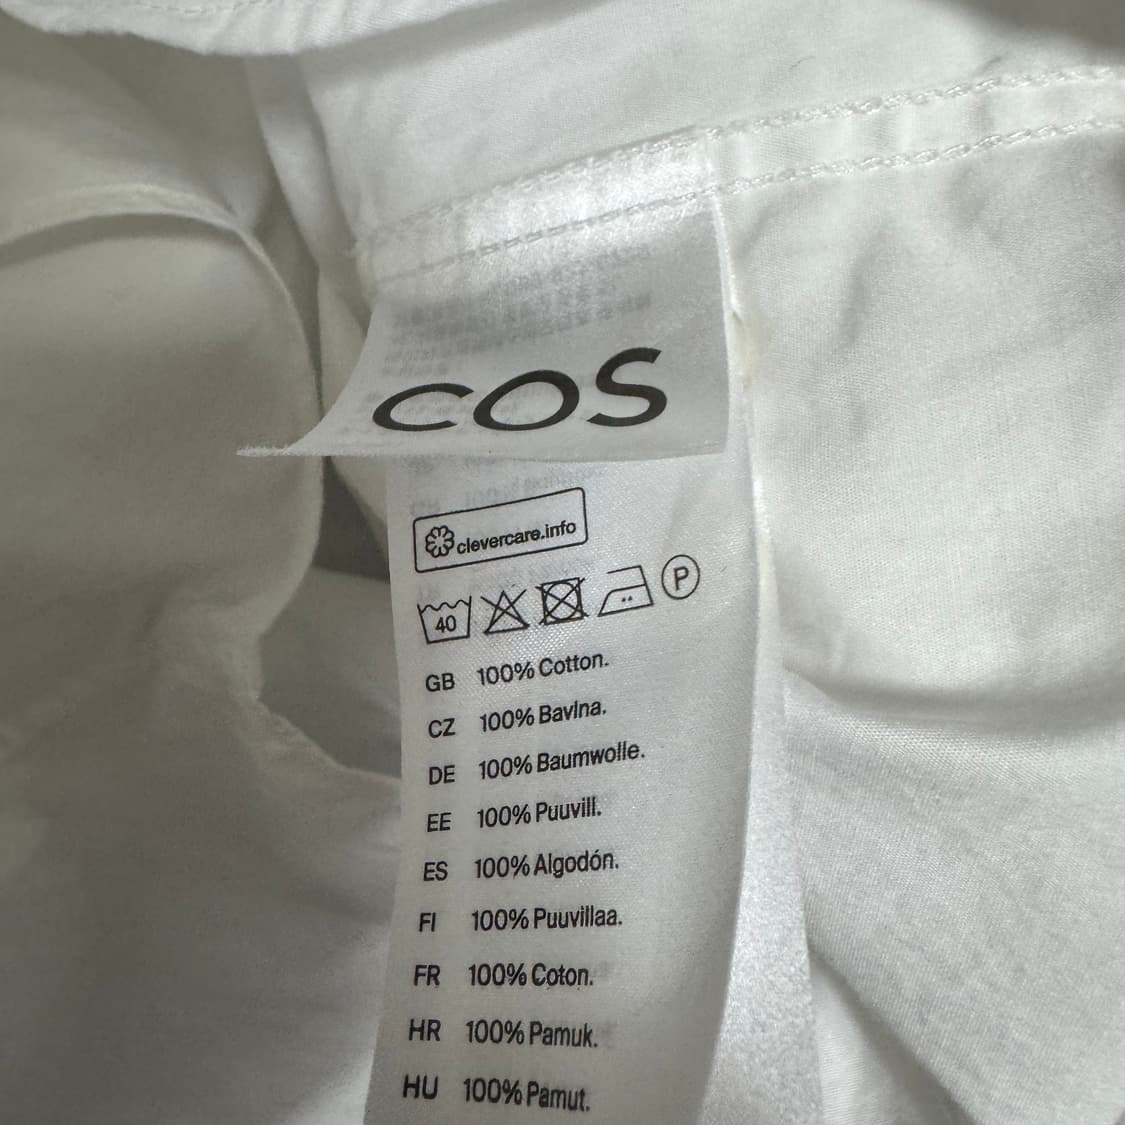 COS
clevercare.info
40
P
GB 100% Cotton.
CZ 100% Bavlna.
DE 100% Baumwolle.
EE 100% Puuvill.
ES 100% Algodón.
FI 100% Puuvillaa.
FR 100% Coton.
HR 100% Pamuk.
HU 100% Pamut.